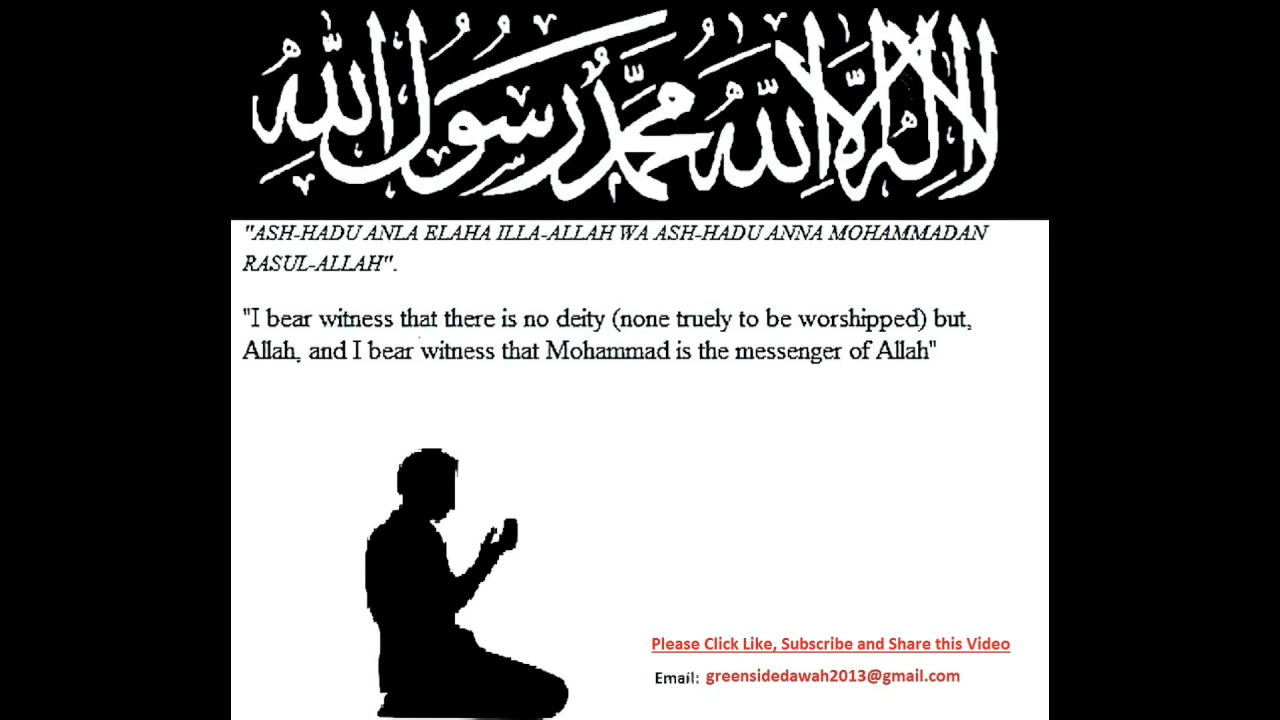 لا إله إلا الله محمد رسول الله
"ASH-HADU ANLA ELAHA ILLA-ALLAH WA ASH-HADU ANNA MOHAMMADAN
RASUL-ALLAH".
"I bear witness that there is no deity (none truely to be worshipped) but,
Allah, and I bear witness that Mohammad is the messenger of Allah"
Please Click Like, Subscribe and Share this Video
Email: greensidedawah2013@gmail.com